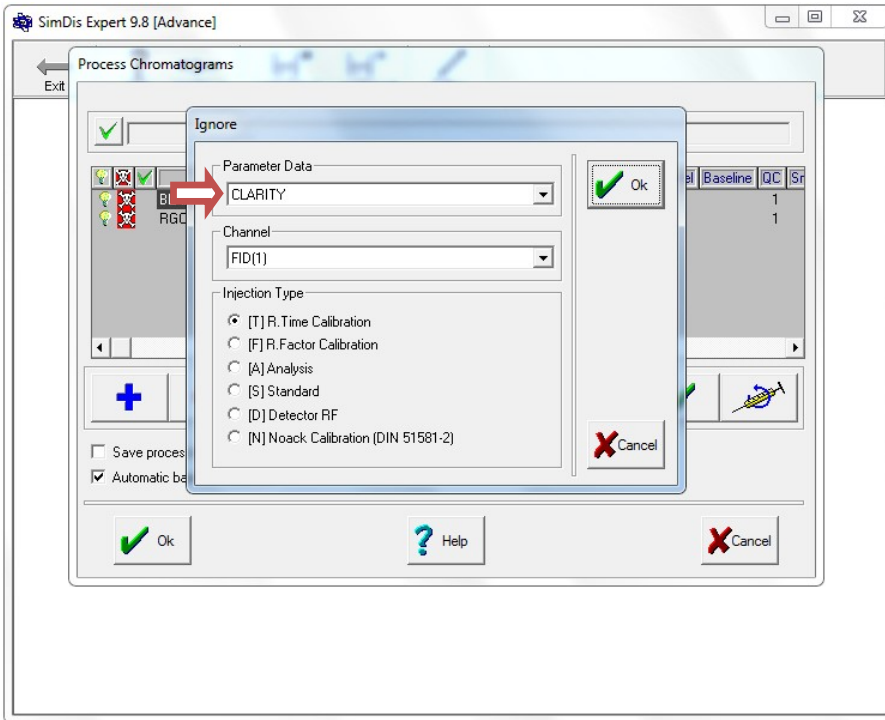 SimDis Expert 9.8 [Advance]
Exit
Process Chromatograms
Ignore
Baseline QC Sr
1
RGC
1
Parameter Data
CLARITY
Channel
FID(1)
Injection Type
[T] R.Time Calibration
[F] R.Factor Calibration
[A] Analysis
[S] Standard
[D] Detector RF
[N] Noack Calibration (DIN 51581-2)
Ok
Cancel
Save proces
Automatic ba
Ok
Help
Cancel